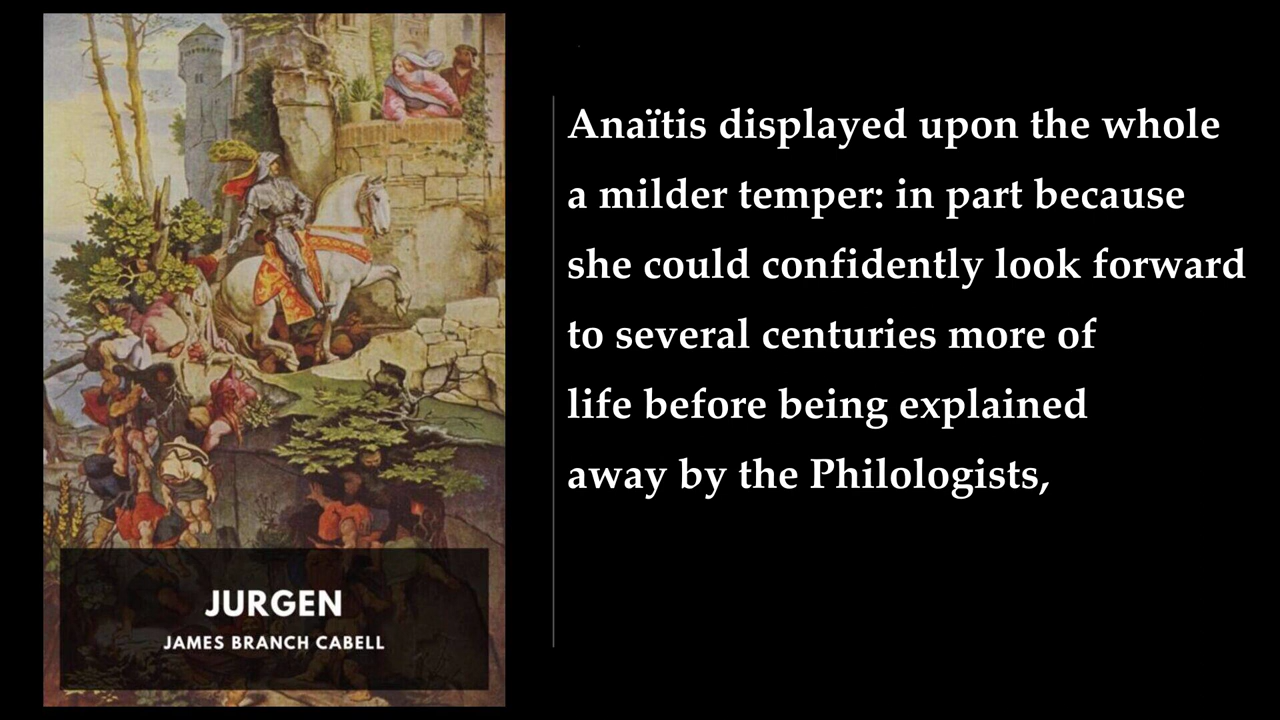 JURGEN
JAMES BRANCH CABELL
Anaïtis displayed upon the whole
a milder temper: in part because
she could confidently look forward
to several centuries more of
life before being explained
away by the Philologists,